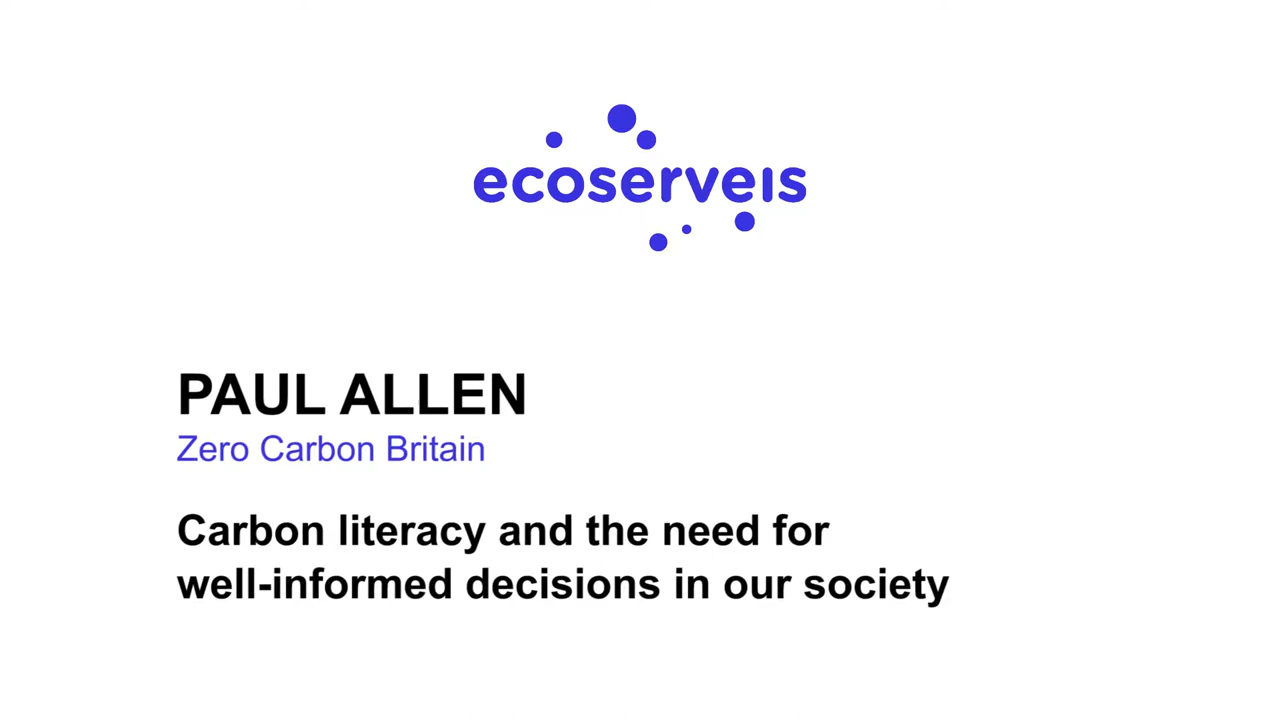 ecoserveis
PAUL ALLEN
Zero Carbon Britain
Carbon literacy and the need for
well-informed decisions in our society